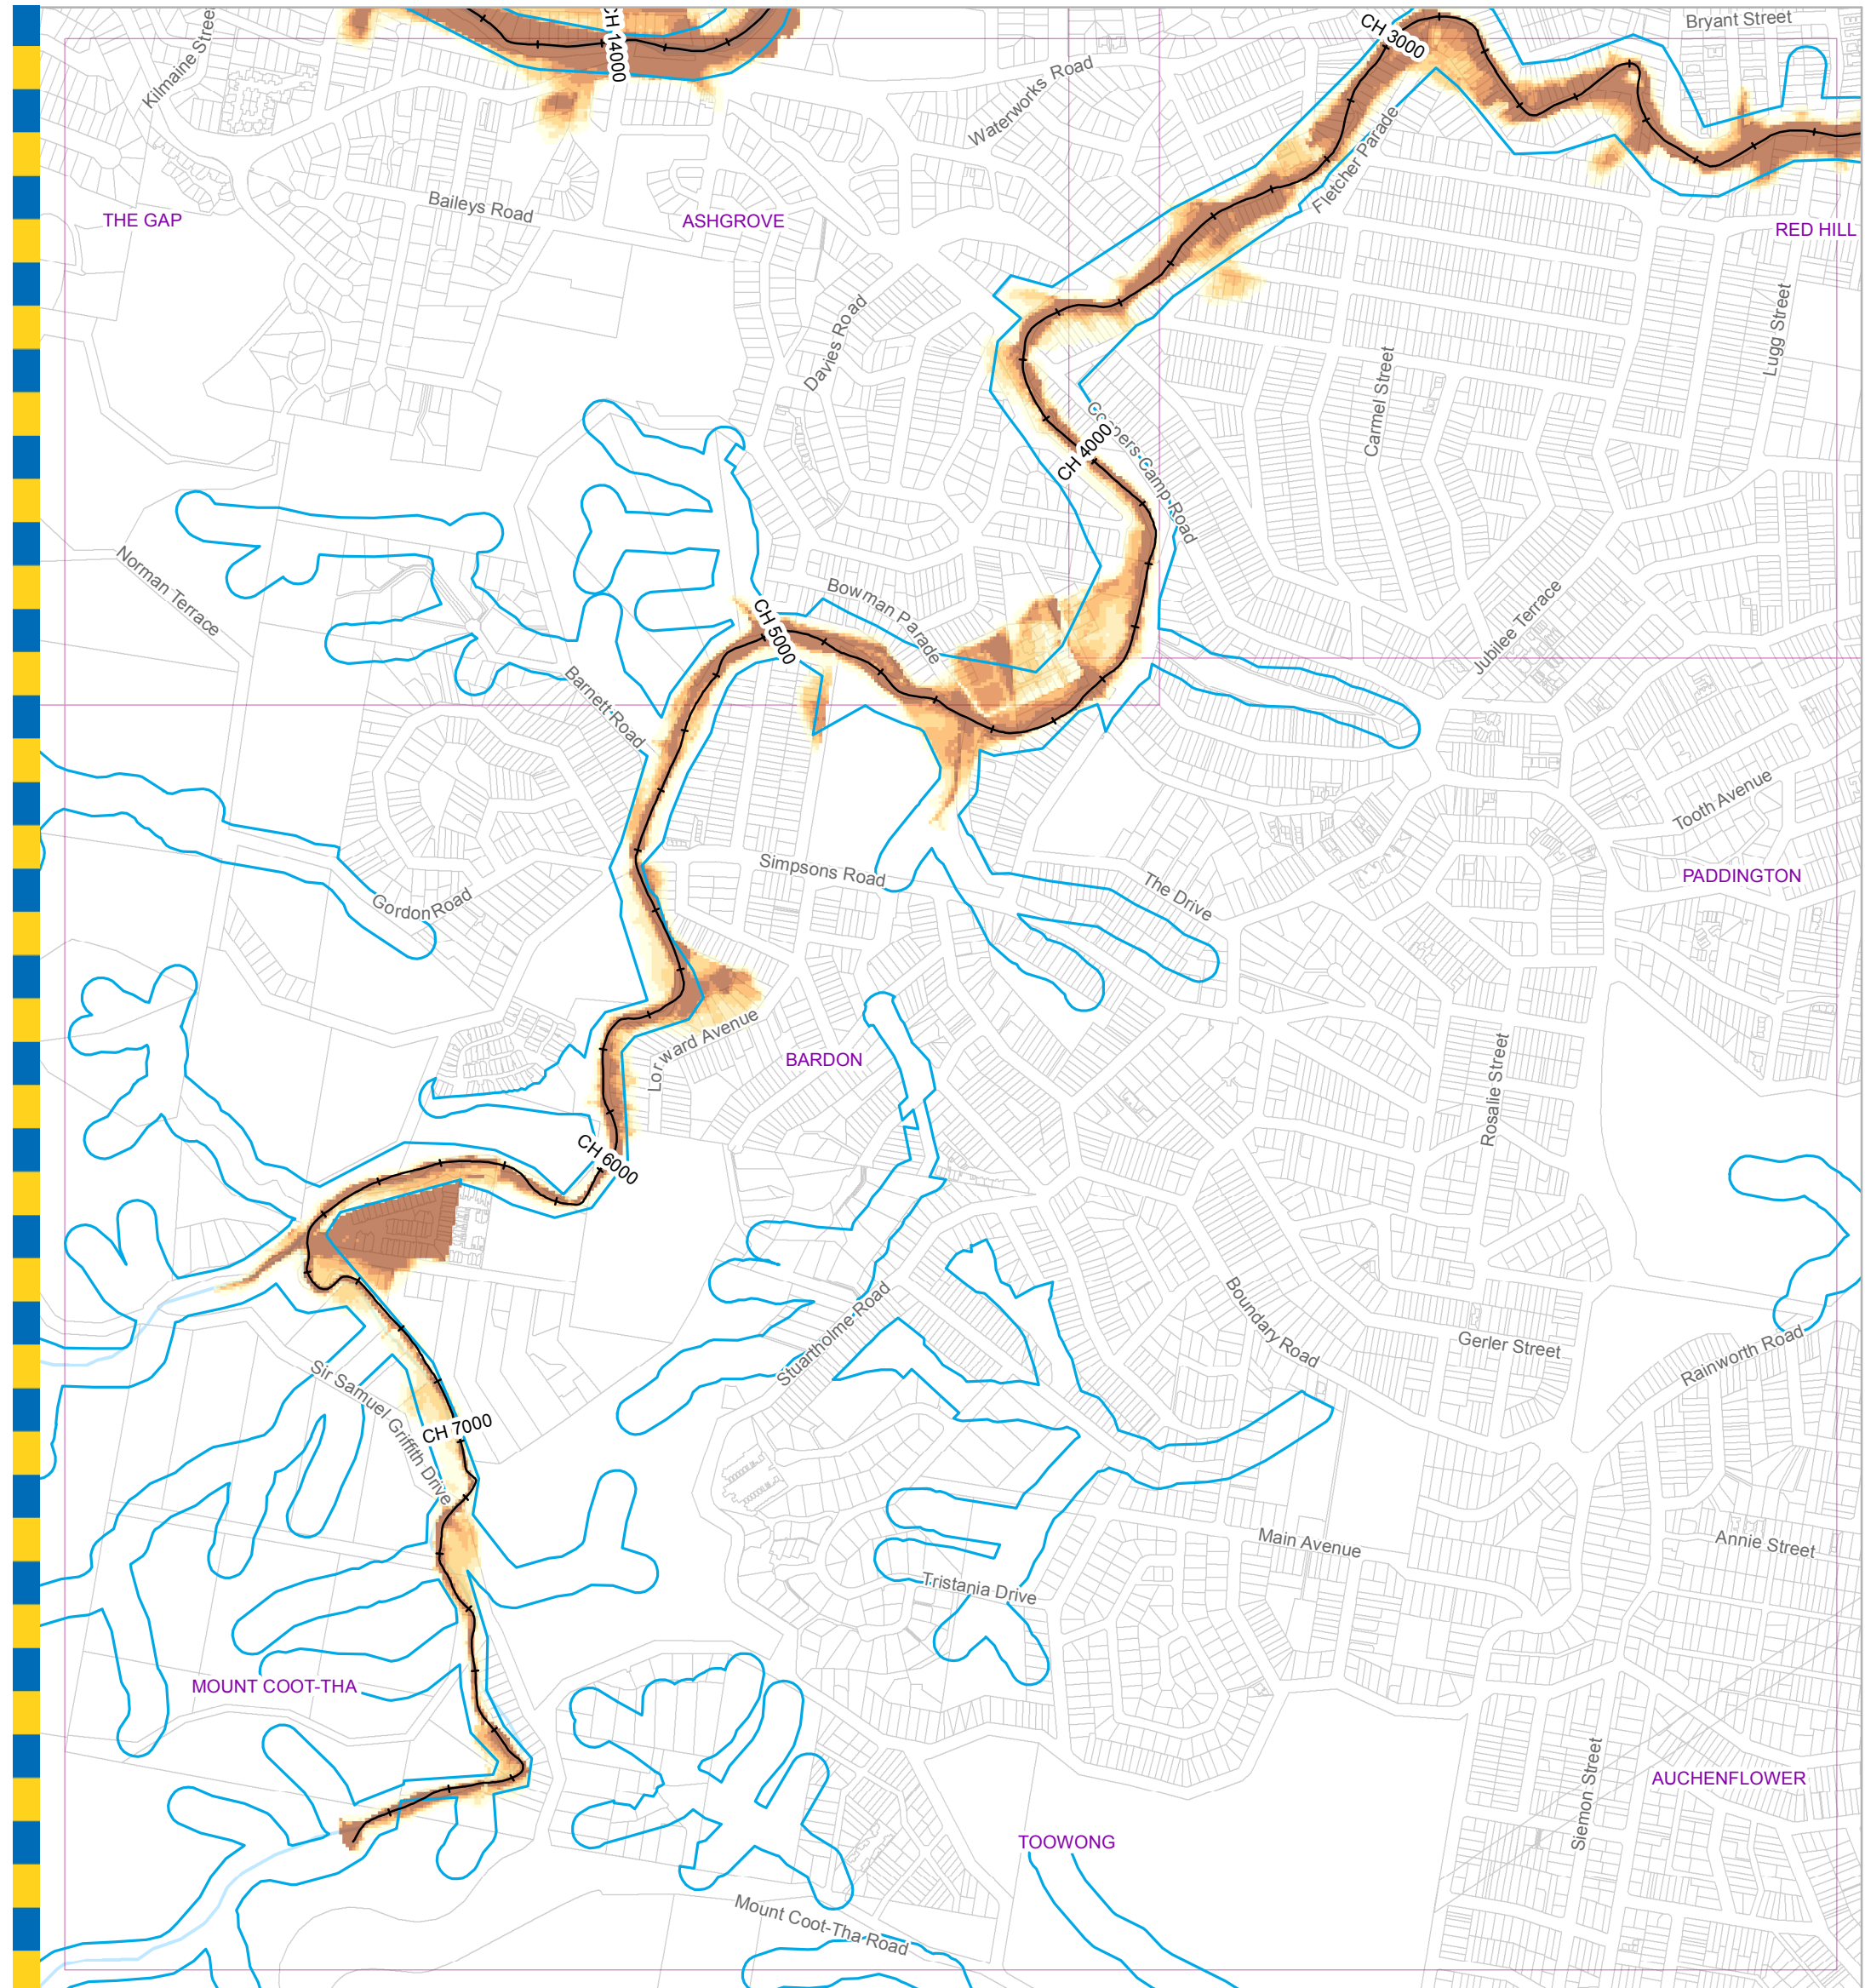 Bryant Street
CH 14000
CH 3000
Kilmaine Street
Waterworks Road
Fletcher Parade
Baileys Road
THE GAP
ASHGROVE
RED HILL
Davies Road
Lugg Street
Carmel Street
CH 4000
Coopers Camp Road
Norman Terrace
Bowman Parade
CH 5000
Jubilee Terrace
Barnett Road
Tooth Avenue
Simpsons Road
The Drive
PADDINGTON
Gordon Road
Lor ward Avenue
BARDON
Rosalie Street
CH 6000
Stuartholme Road
Boundary Road
Gerler Street
Rainworth Road
Sir Samuel Griffith Drive
CH 7000
Main Avenue
Annie Street
Tristania Drive
MOUNT COOT-THA
Siemon Street
AUCHENFLOWER
TOOWONG
Mount Coot-Tha Road